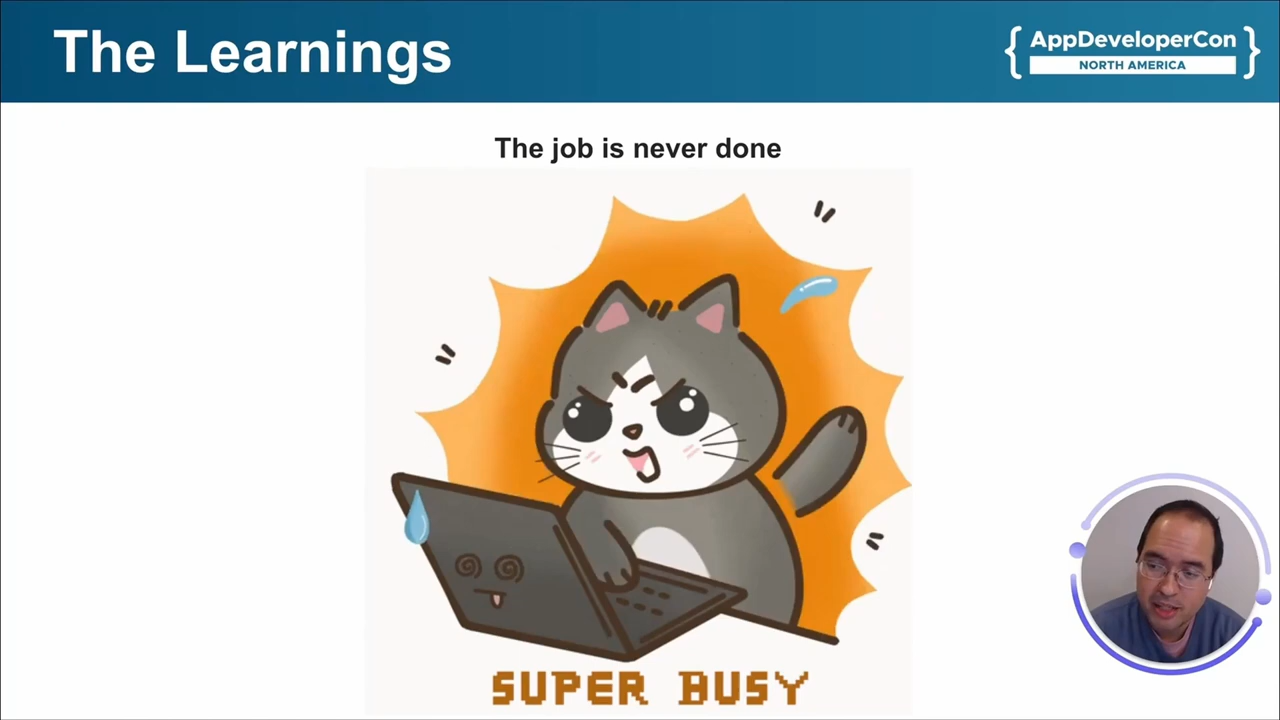 The Learnings
{ AppDeveloperCon }
NORTH AMERICA
The job is never done
SUPER BUSY